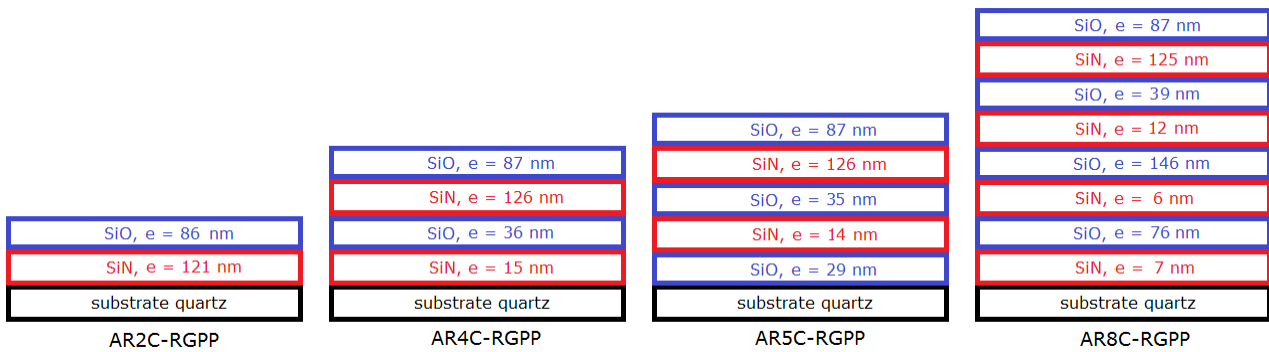 SiO, e = 86 nm
SiN, e = 121 nm
substrate quartz
AR2C-RGPP
SiO, e = 87 nm
SiN, e = 126 nm
SiO, e = 36 nm
SiN, e = 15 nm
substrate quartz
AR4C-RGPP
SiO, e = 87 nm
SiN, e = 126 nm
SiO, e = 35 nm
SiN, e = 14 nm
SiO, e = 29 nm
substrate quartz
AR5C-RGPP
SiO, e = 87 nm
SiN, e = 125 nm
SiO, e = 39 nm
SiN, e = 12 nm
SiO, e = 146 nm
SiN, e = 6 nm
SiO, e = 76 nm
SiN, e = 7 nm
substrate quartz
AR8C-RGPP